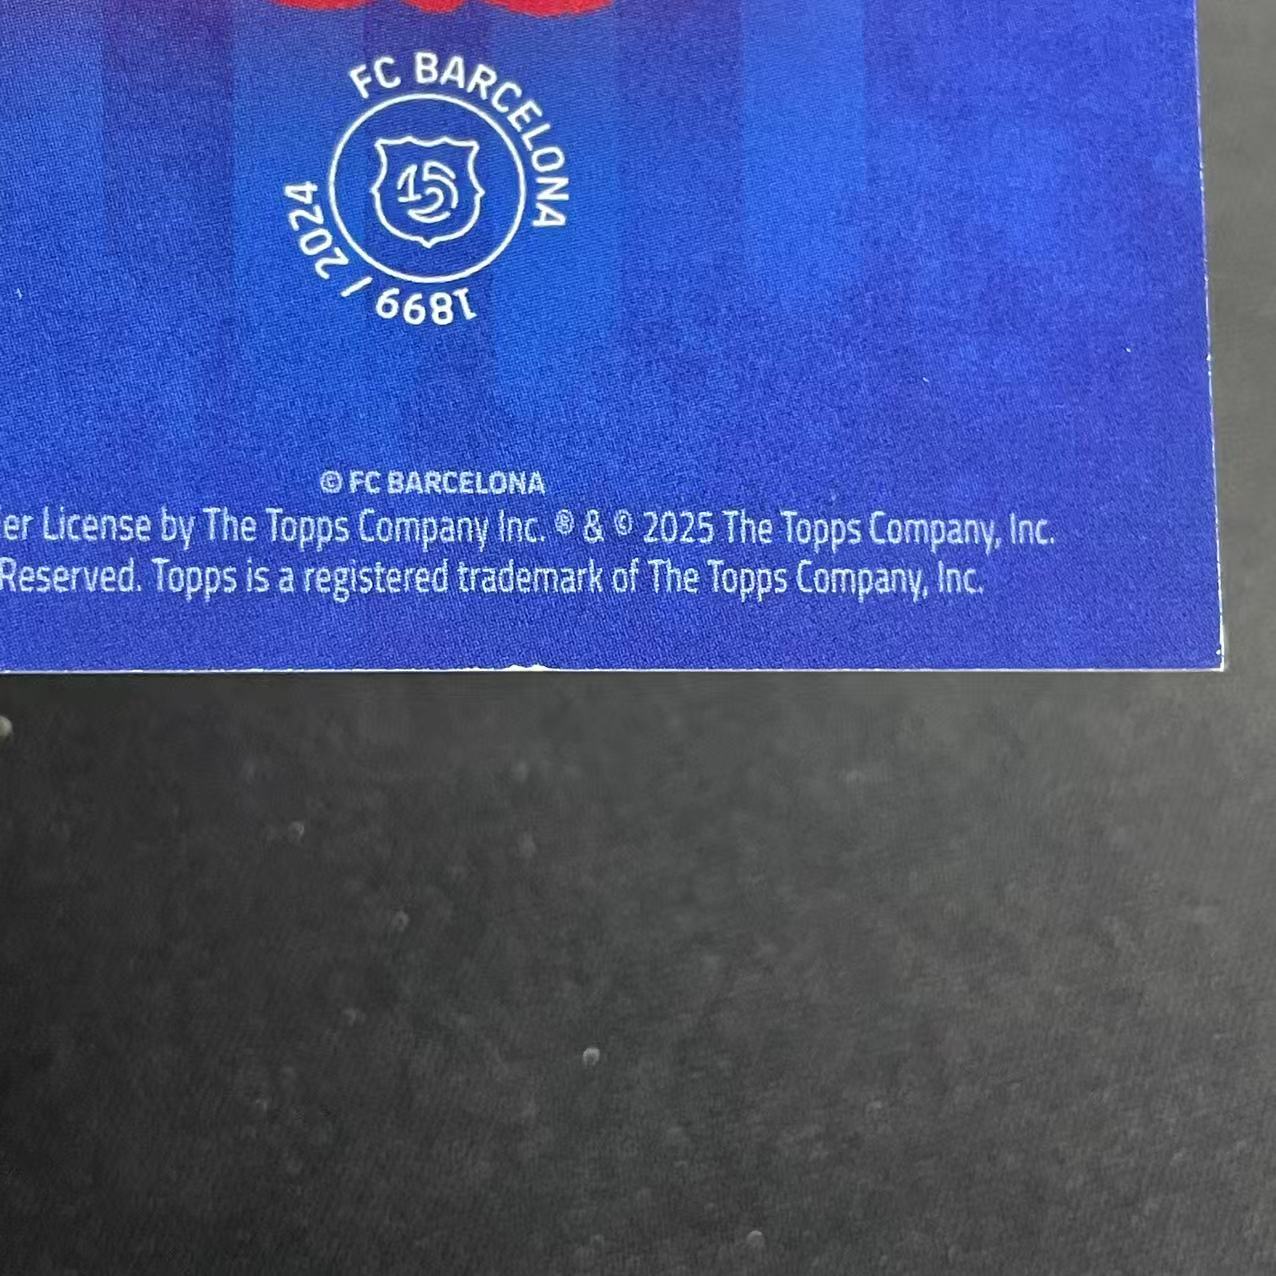 FC BARCELONA
1899 / 2024
© FC BARCELONA
er License by The Topps Company Inc. ® & © 2025 The Topps Company, Inc.
Reserved. Topps is a registered trademark of The Topps Company, Inc.